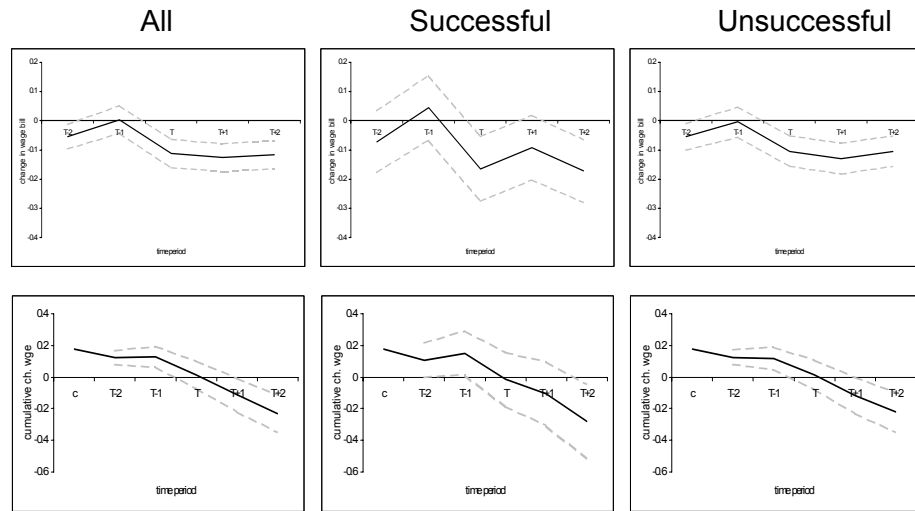 All Successful Unsuccessful
change in wage bill
0.2
0.1
0
-0.1
-0.2
-0.3
-0.4
T-2 T-1 T T+1 T+2
time period
change in wage bill
0.2
0.1
0
-0.1
-0.2
-0.3
-0.4
T-2 T-1 T T+1 T+2
time period
change in wage bill
0.2
0.1
0
-0.1
-0.2
-0.3
-0.4
T-2 T-1 T T+1 T+2
time period
cumulative ch. wge
0.4
0.2
0
-0.2
-0.4
-0.6
c T-2 T-1 T T+1 T+2
time period
cumulative ch. wge
0.4
0.2
0
-0.2
-0.4
-0.6
c T-2 T-1 T T+1 T+2
time period
cumulative ch. wge
0.4
0.2
0
-0.2
-0.4
-0.6
c T-2 T-1 T T+1 T+2
time period